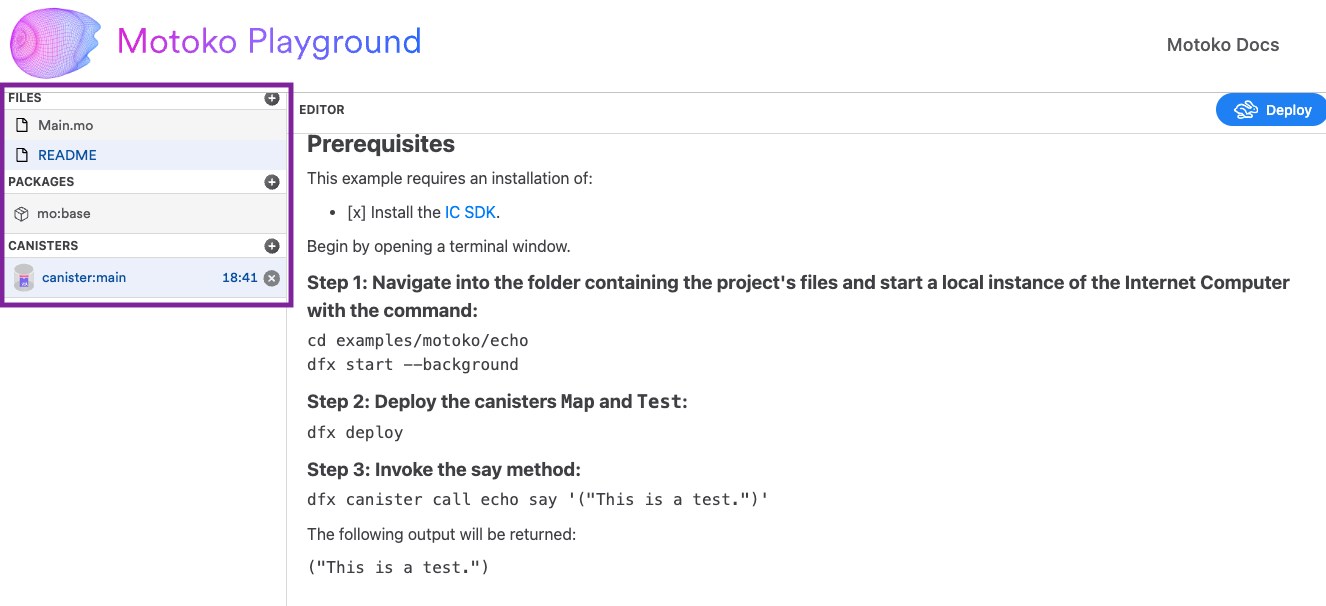 Motoko Playground
Motoko Docs
FILES
Main.mo
README
PACKAGES
mo:base
CANISTERS
canister:main 18:41
EDITOR
Deploy
Prerequisites
This example requires an installation of:
• [x] Install the IC SDK.
Begin by opening a terminal window.
Step 1: Navigate into the folder containing the project's files and start a local instance of the Internet Computer
with the command:
cd examples/motoko/echo
dfx start --background
Step 2: Deploy the canisters Map and Test:
dfx deploy
Step 3: Invoke the say method:
dfx canister call echo say '("This is a test.")'
The following output will be returned:
("This is a test.")